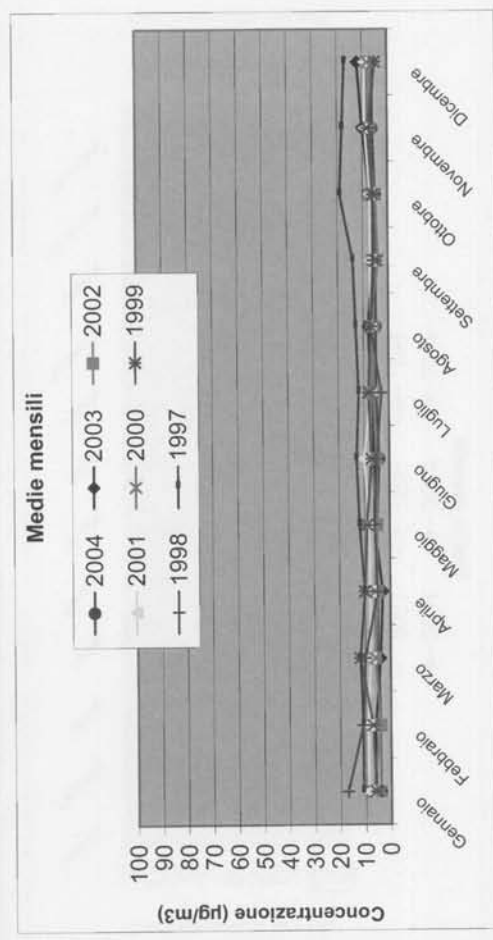 Medie mensili
2004 2003 2002
2001 2000 1999
1998 1997
Concentrazione (µg/m3)
100
90
80
70
60
50
40
30
20
10
0
Gennaio
Febbraio
Marzo
Aprile
Maggio
Giugno
Luglio
Agosto
Settembre
Ottobre
Novembre
Dicembre